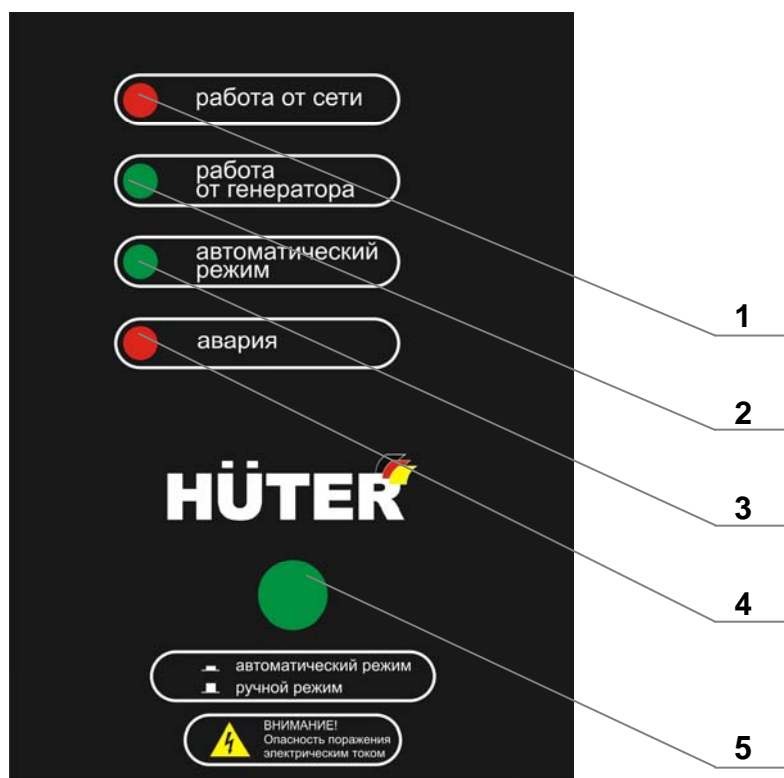 работа от сети
работа
от генератора
автоматический
режим
авария
HÜTER
автоматический режим
ручной режим
ВНИМАНИЕ!
Опасность поражения
электрическим током
1
2
3
4
5